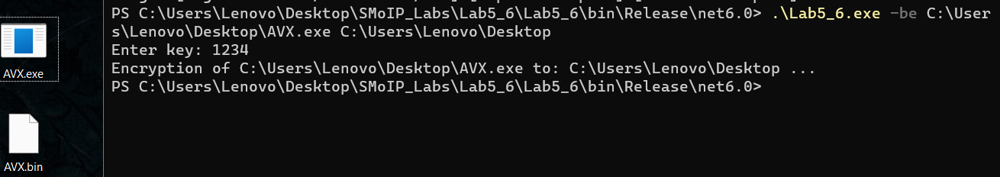 PS C:\Users\Lenovo\Desktop\SMoIP_Labs\Lab5_6\Lab5_6\bin\Release\net6.0> .\Lab5_6.exe -be C:\User
s\Lenovo\Desktop\AVX.exe C:\Users\Lenovo\Desktop
Enter key: 1234
Encryption of C:\Users\Lenovo\Desktop\AVX.exe to: C:\Users\Lenovo\Desktop ...
PS C:\Users\Lenovo\Desktop\SMoIP_Labs\Lab5_6\Lab5_6\bin\Release\net6.0>
AVX.exe
AVX.bin